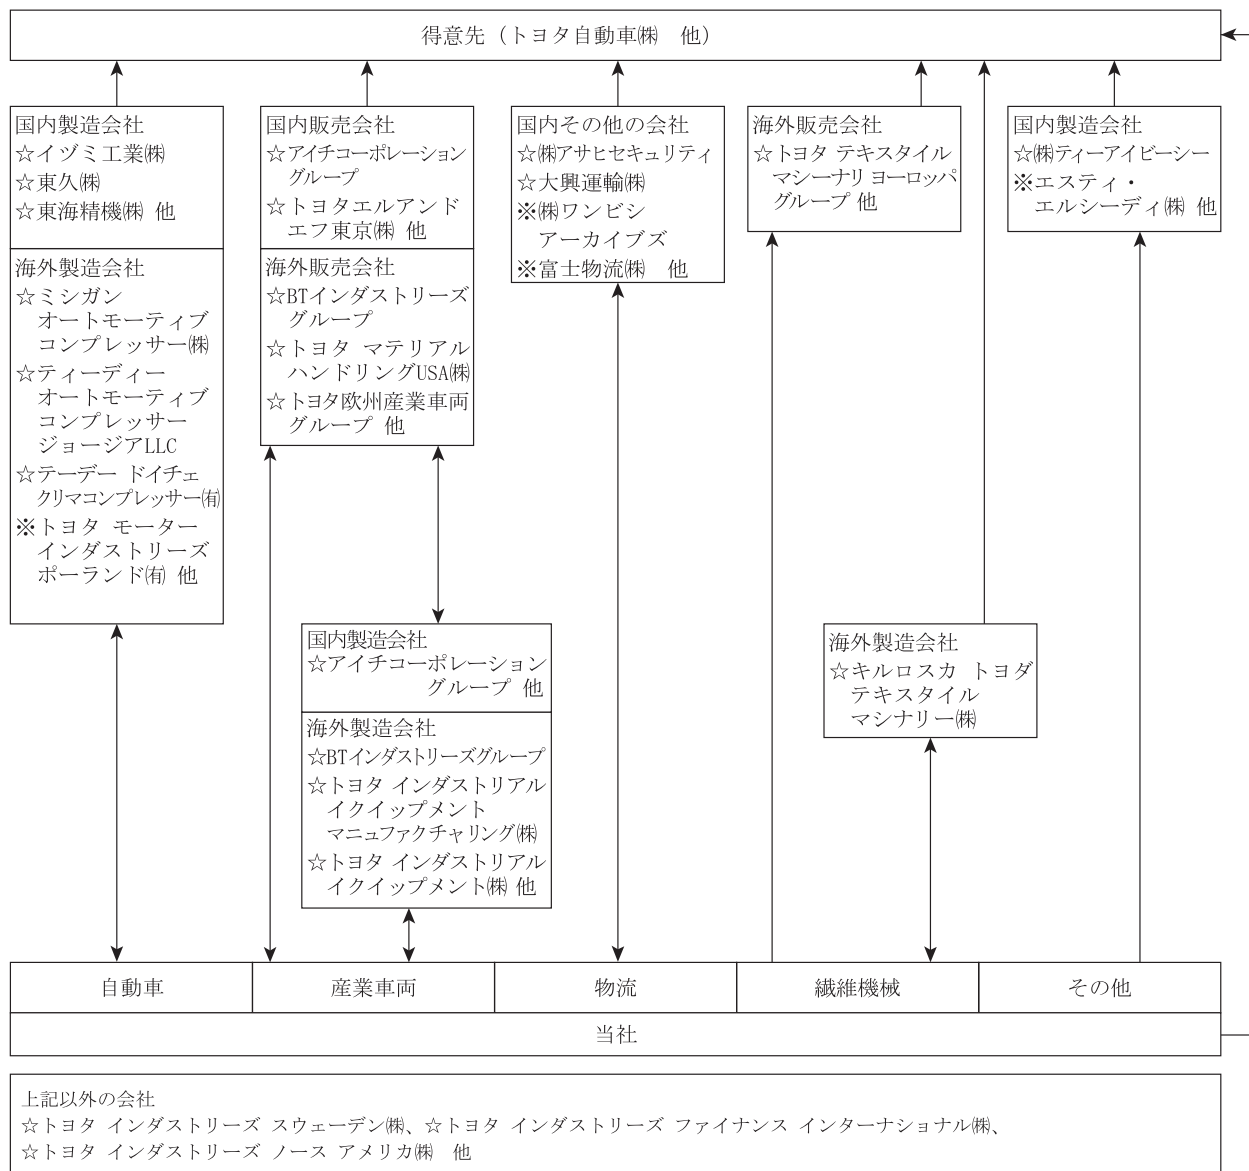 得意先（トヨタ自動車㈱　他）
国内製造会社
☆イヅミ工業㈱
☆東久㈱
☆東海精機㈱ 他
海外製造会社
☆ミシガン
オートモーティブ
コンプレッサー㈱
☆ティーディー
オートモーティブ
コンプレッサー
ジョージアLLC
☆テーデー ドイチェ
クリマコンプレッサー㈲
※トヨタ モーター
インダストリーズ
ポーランド㈲ 他
国内販売会社
☆アイチコーポレーション
グループ
☆トヨタエルアンド
エフ東京㈱ 他
海外販売会社
☆BTインダストリーズ
グループ
☆トヨタ マテリアル
ハンドリングUSA㈱
☆トヨタ欧州産業車両
グループ 他
国内製造会社
☆アイチコーポレーション
グループ 他
海外製造会社
☆BTインダストリーズグループ
☆トヨタ インダストリアル
イクイップメント
マニュファクチャリング㈱
☆トヨタ インダストリアル
イクイップメント㈱ 他
国内その他の会社
☆㈱アサヒセキュリティ
☆大興運輸㈱
※㈱ワンビシ
アーカイブズ
※富士物流㈱　他
海外販売会社
☆トヨタ テキスタイル
マシーナリ ヨーロッパ
グループ 他
海外製造会社
☆キルロスカ トヨダ
テキスタイル
マシナリー㈱
国内製造会社
☆㈱ティーアイビーシー
※エスティ・
エルシーディ㈱ 他
自動車
産業車両
物流
繊維機械
その他
当社
上記以外の会社
☆トヨタ インダストリーズ スウェーデン㈱、☆トヨタ インダストリーズ ファイナンス インターナショナル㈱、
☆トヨタ インダストリーズ ノース アメリカ㈱　他